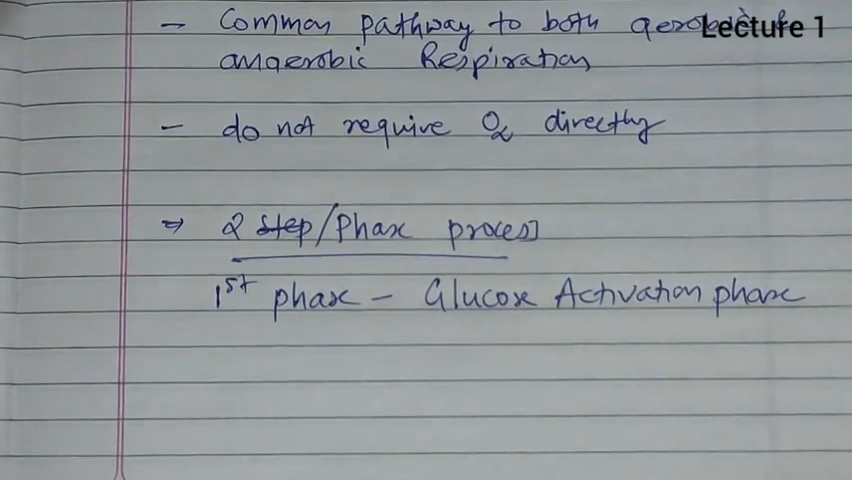 - Common pathway to both aerobic & Lecture 1
anaerobic Respiration
- do not require O₂ directly
⇒ 2 Step/Phase process
1st phase - Glucose Activation phase